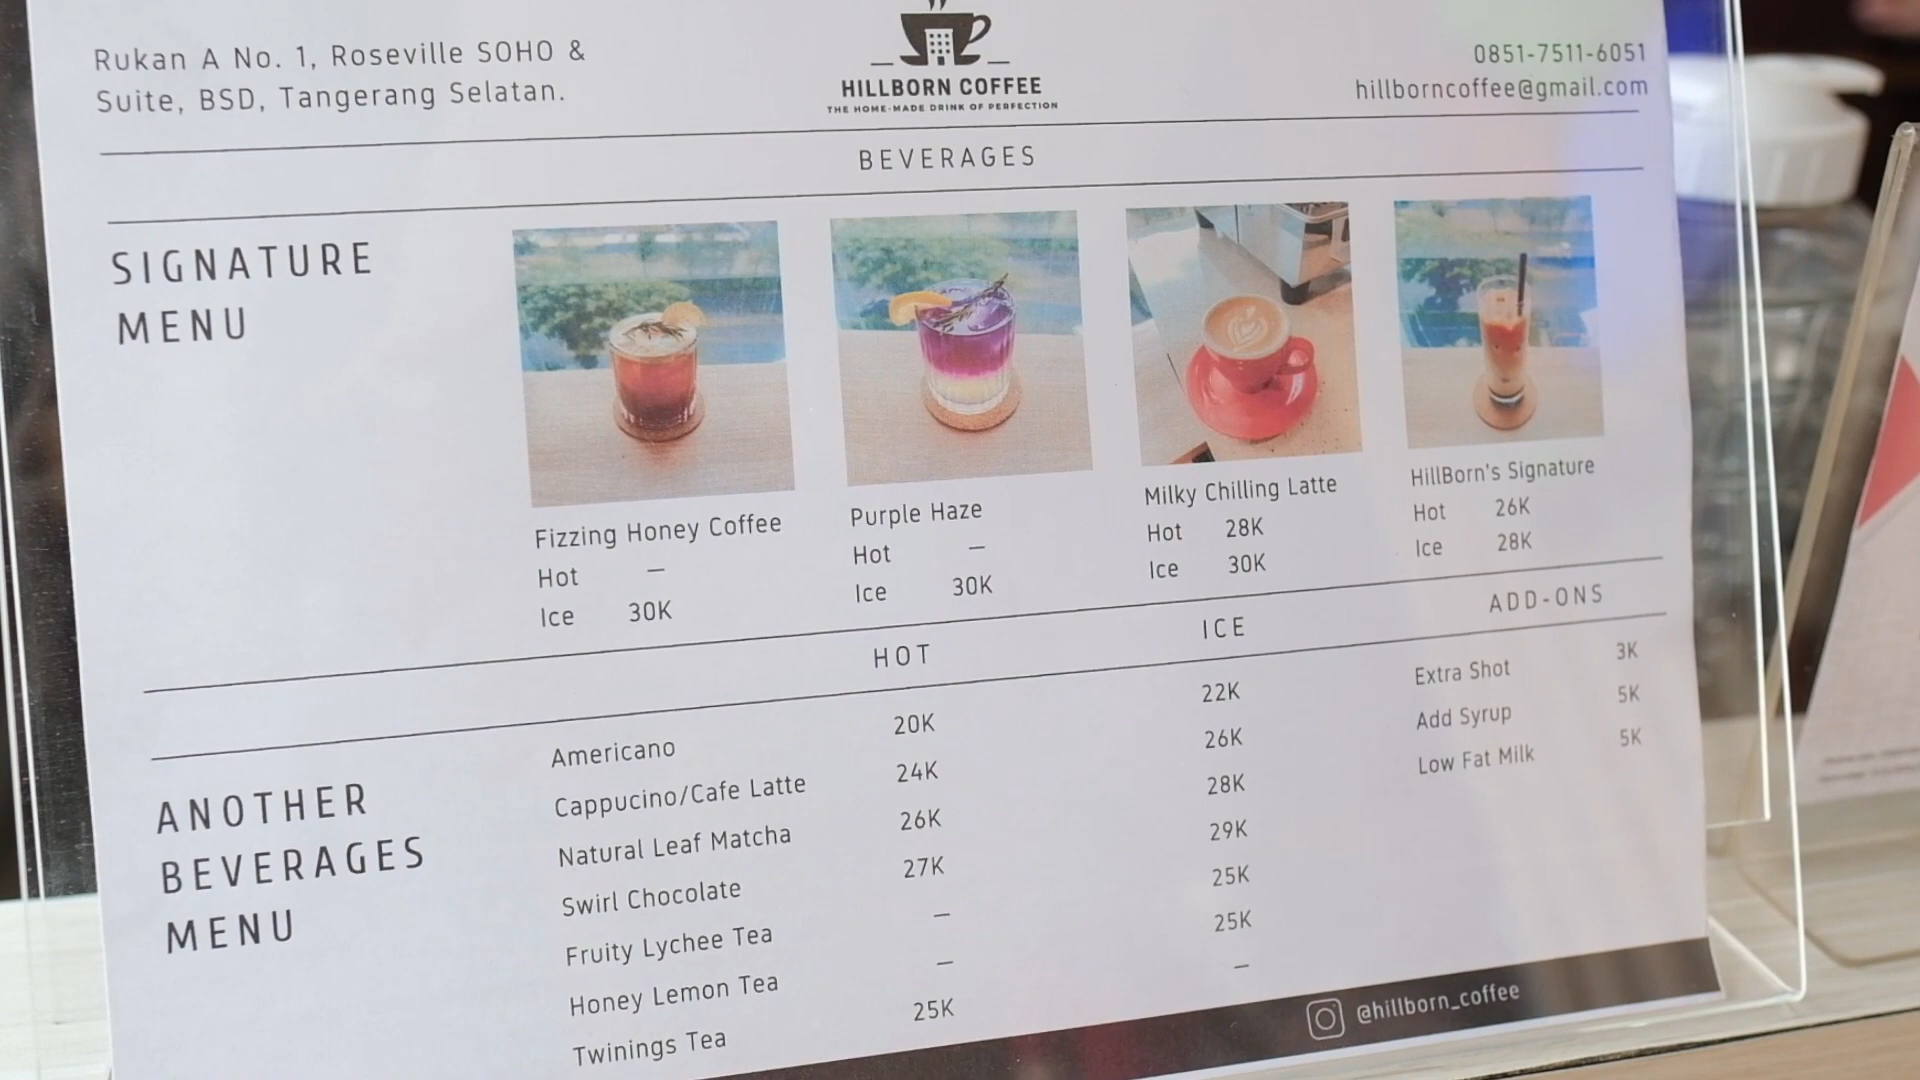 Rukan A No. 1, Roseville SOHO &
Suite, BSD, Tangerang Selatan.
HILLBORN COFFEE
THE HOME-MADE DRINK OF PERFECTION
0851-7511-6051
hillborncoffee@gmail.com
BEVERAGES
SIGNATURE
MENU
Fizzing Honey Coffee
Hot —
Ice 30K
Purple Haze
Hot —
Ice 30K
Milky Chilling Latte
Hot 28K
Ice 30K
HillBorn's Signature
Hot 26K
Ice 28K
HOT ICE ADD-ONS
ANOTHER
BEVERAGES
MENU
Americano 20K 22K
Cappucino/Cafe Latte 24K 26K
Natural Leaf Matcha 26K 28K
Swirl Chocolate 27K 29K
Fruity Lychee Tea — 25K
Honey Lemon Tea — 25K
Twinings Tea 25K —
Extra Shot 3K
Add Syrup 5K
Low Fat Milk 5K
@hillborn_coffee